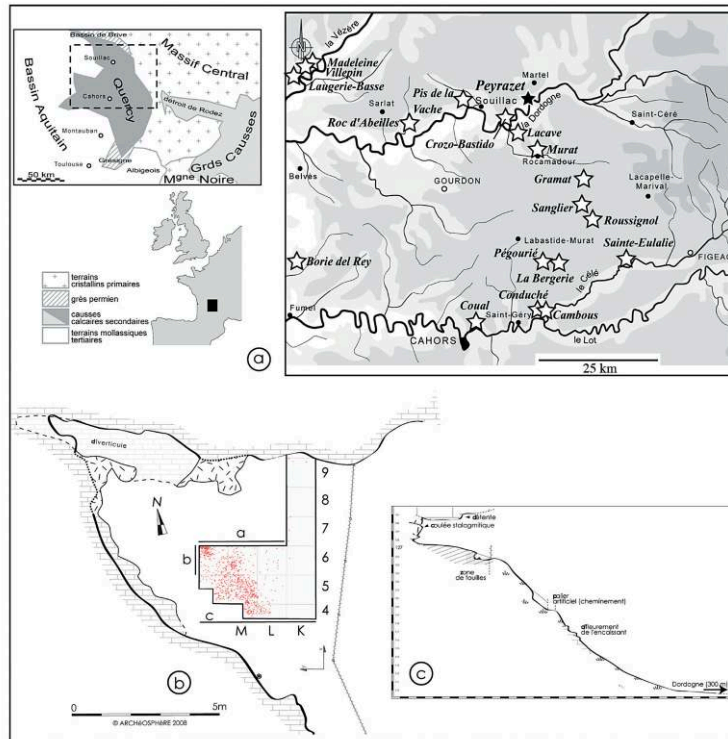 Bassin de Brive
Souillac
Massif Central
Quercy
Cahors
Bassin Aquitain
détroit de Rodez
Montauban
Toulouse
Grésigne
Albigeois
Grds Causses
Mgne Noire
50 km
terrains
cristallins primaires
grès permien
causses
calcaires secondaires
terrains mollassiques
tertiaires
a
la Vézère
N
Madeleine
Villepin
Laugerie-Basse
Pis de la
Vache
Sarlat
Roc d'Abeilles
Souillac
Peyrazet
Martel
la Dordogne
Saint-Céré
Crozo-Bastido
Lacave
Murat
Rocamadour
Belvès
GOURDON
Gramat
Lacapelle-
Marival
Sanglier
Roussignol
Labastide-Murat
Sainte-Eulalie
Pégourié
FIGEAC
La Bergerie
Borie del Rey
le Célé
Conduché
Fumel
Coual
Saint-Géry
Cambous
CAHORS
le Lot
25 km
diverticule
N
9
8
7
6
5
4
a
b
c
M
L
K
b
0
5m
© ARCHéOSPHèRE 2008
détente
coulée stalagmitique
zone
de fouilles
palier
artificiel (cheminement)
affleurement
de l'encaissant
c
Dordogne (300 m)